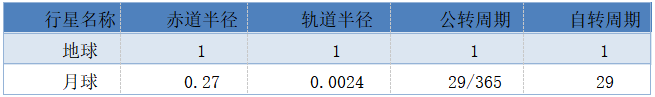 行星名称 赤道半径 轨道半径 公转周期 自转周期
地球 1 1 1 1
月球 0.27 0.0024 29/365 29